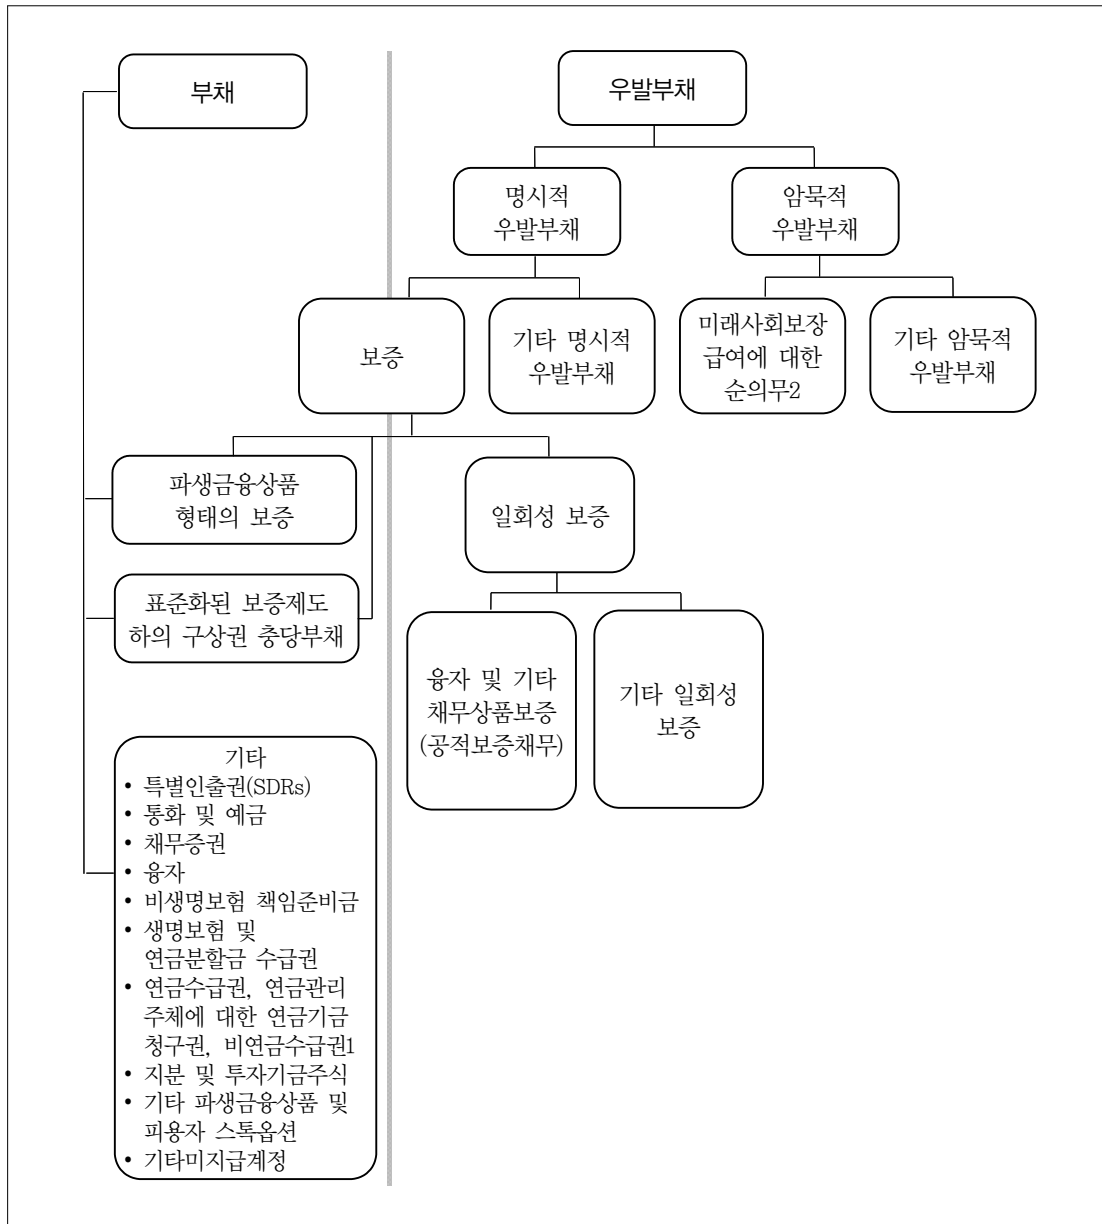 부채
우발부채
명시적
우발부채
암묵적
우발부채
보증
기타 명시적
우발부채
미래사회보장
급여에 대한
순의무2
기타 암묵적
우발부채
파생금융상품
형태의 보증
일회성 보증
표준화된 보증제도
하의 구상권 충당부채
융자 및 기타
채무상품보증
(공적보증채무)
기타 일회성
보증
기타
• 특별인출권(SDRs)
• 통화 및 예금
• 채무증권
• 융자
• 비생명보험 책임준비금
• 생명보험 및
연금분할금 수급권
• 연금수급권, 연금관리
주체에 대한 연금기금
청구권, 비연금수급권1
• 지분 및 투자기금주식
• 기타 파생금융상품 및
피용자 스톡옵션
• 기타미지급계정